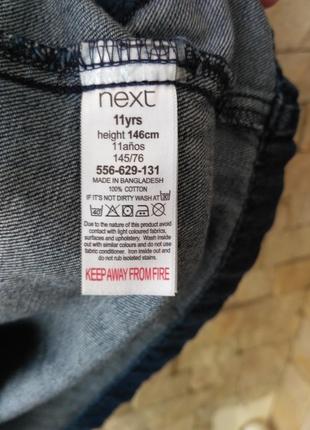 next
11yrs
height 146cm
11años
145/76
556-629-131
MADE IN BANGLADESH
100% COTTON
IF IT'S NOT DIRTY WASH AT
Due to the nature of this product avoid
contact with light coloured fabrics,
surfaces and upholstery. Wash inside
out with similar colours and do not use
fabric conditioner. Iron inside out and
do not rub isolated stains.
KEEP AWAY FROM FIRE